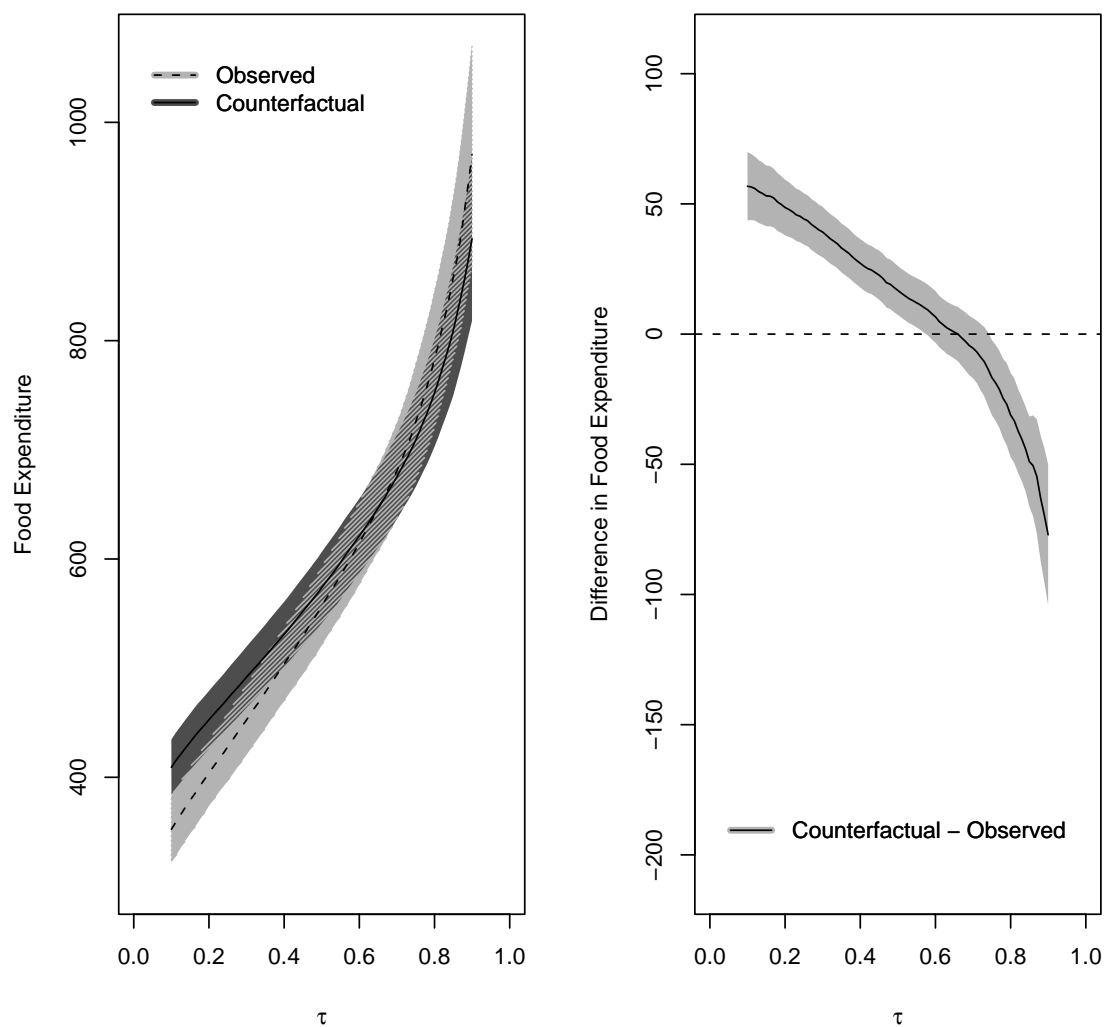 Observed
Counterfactual
Food Expenditure
1000
800
600
400
0.0 0.2 0.4 0.6 0.8 1.0
τ
Difference in Food Expenditure
100
50
0
−50
−100
−150
−200
Counterfactual − Observed
0.0 0.2 0.4 0.6 0.8 1.0
τ